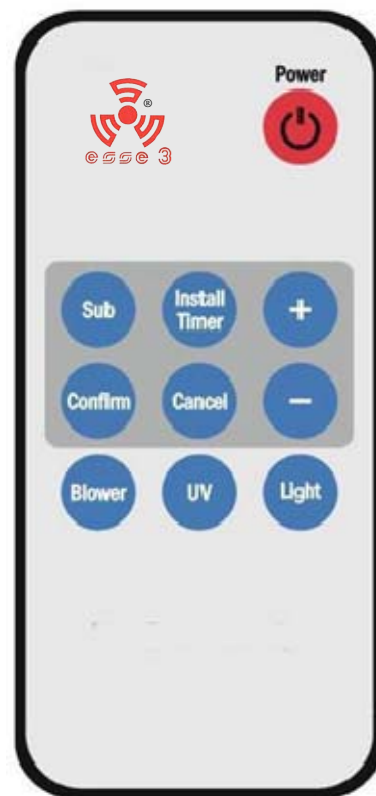 Power
®
esse 3
Sub
Install
Timer
+
Confirm
Cancel
−
Blower
UV
Light